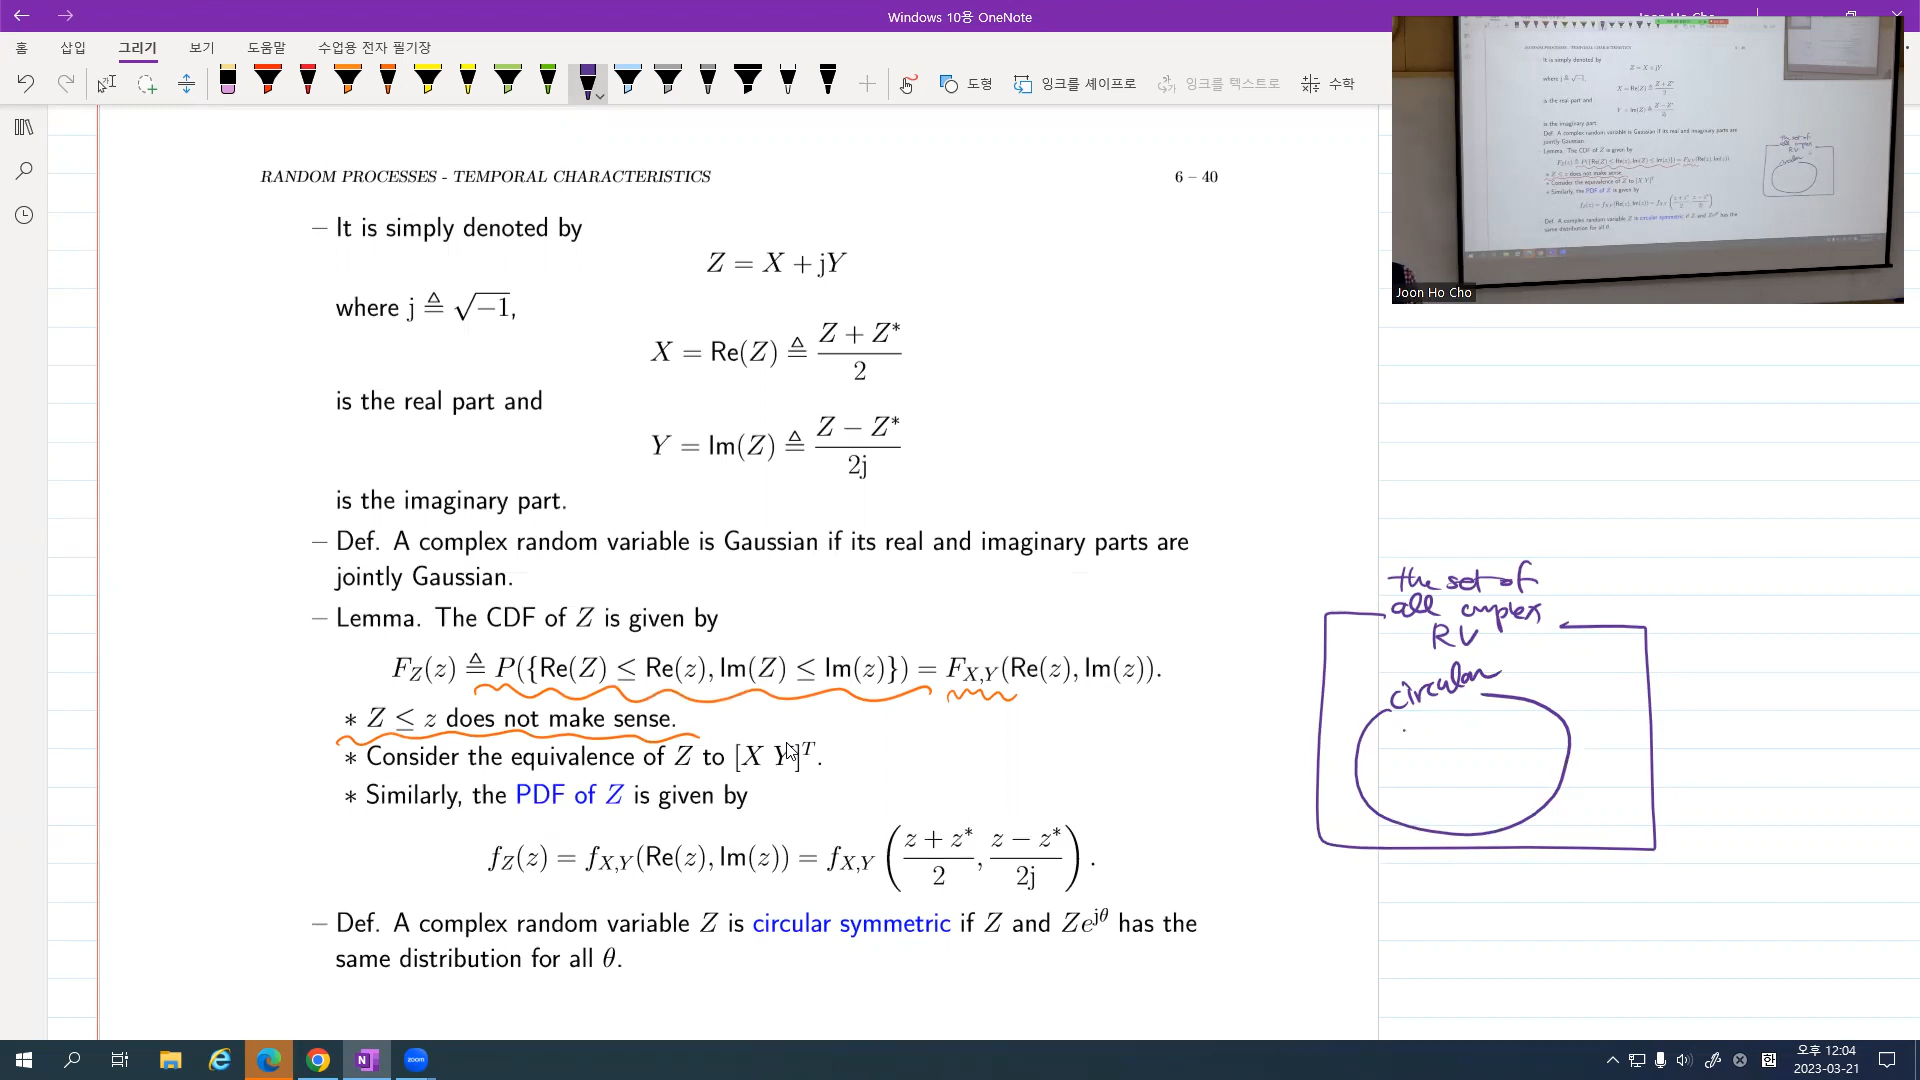 Windows 10용 OneNote
홈 삽입 그리기 보기 도움말 수업용 전자 필기장
도형 잉크를 셰이프로 잉크를 텍스트로 수학
Joon Ho Cho
RANDOM PROCESSES - TEMPORAL CHARACTERISTICS 6 – 40
– It is simply denoted by
Z = X + jY
where j ≜ √−1,
X = Re(Z) ≜ (Z + Z*)/2
is the real part and
Y = Im(Z) ≜ (Z − Z*)/2j
is the imaginary part.
– Def. A complex random variable is Gaussian if its real and imaginary parts are
jointly Gaussian.
– Lemma. The CDF of Z is given by
F_Z(z) ≜ P({Re(Z) ≤ Re(z), Im(Z) ≤ Im(z)}) = F_{X,Y}(Re(z), Im(z)).
∗ Z ≤ z does not make sense.
∗ Consider the equivalence of Z to [X Y]^T.
∗ Similarly, the PDF of Z is given by
f_Z(z) = f_{X,Y}(Re(z), Im(z)) = f_{X,Y}((z + z*)/2, (z − z*)/2j).
– Def. A complex random variable Z is circular symmetric if Z and Ze^{jθ} has the
same distribution for all θ.
the set of
all complex
RV
circular
zoom
한
오후 12:04
2023-03-21